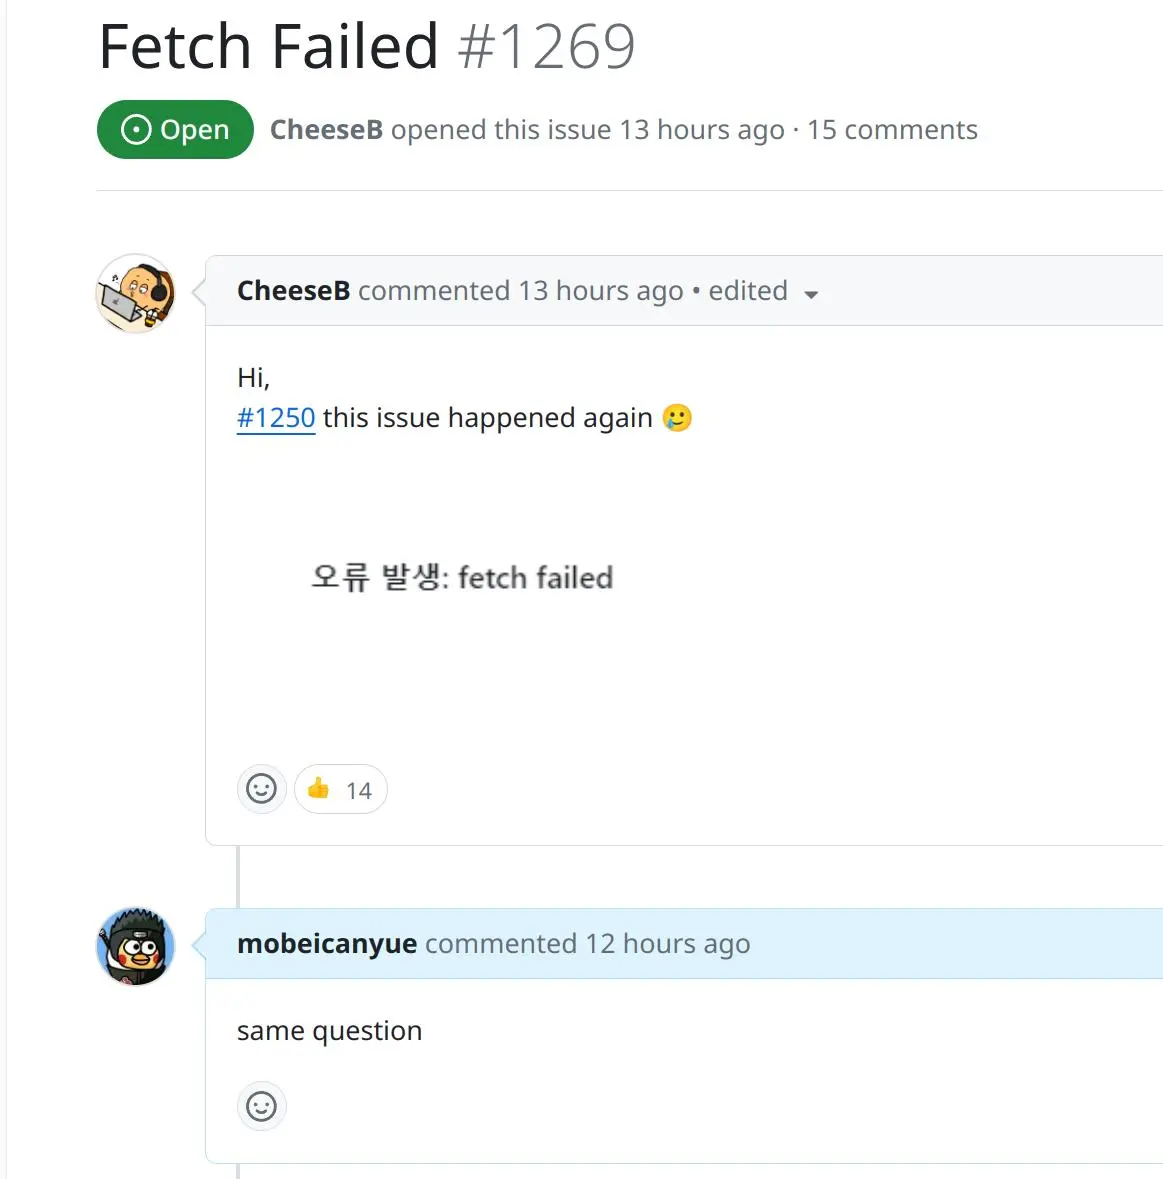 Fetch Failed #1269
Open CheeseB opened this issue 13 hours ago · 15 comments
CheeseB commented 13 hours ago • edited
Hi,
#1250 this issue happened again 🥲
오류 발생: fetch failed
👍 14
mobeicanyue commented 12 hours ago
same question